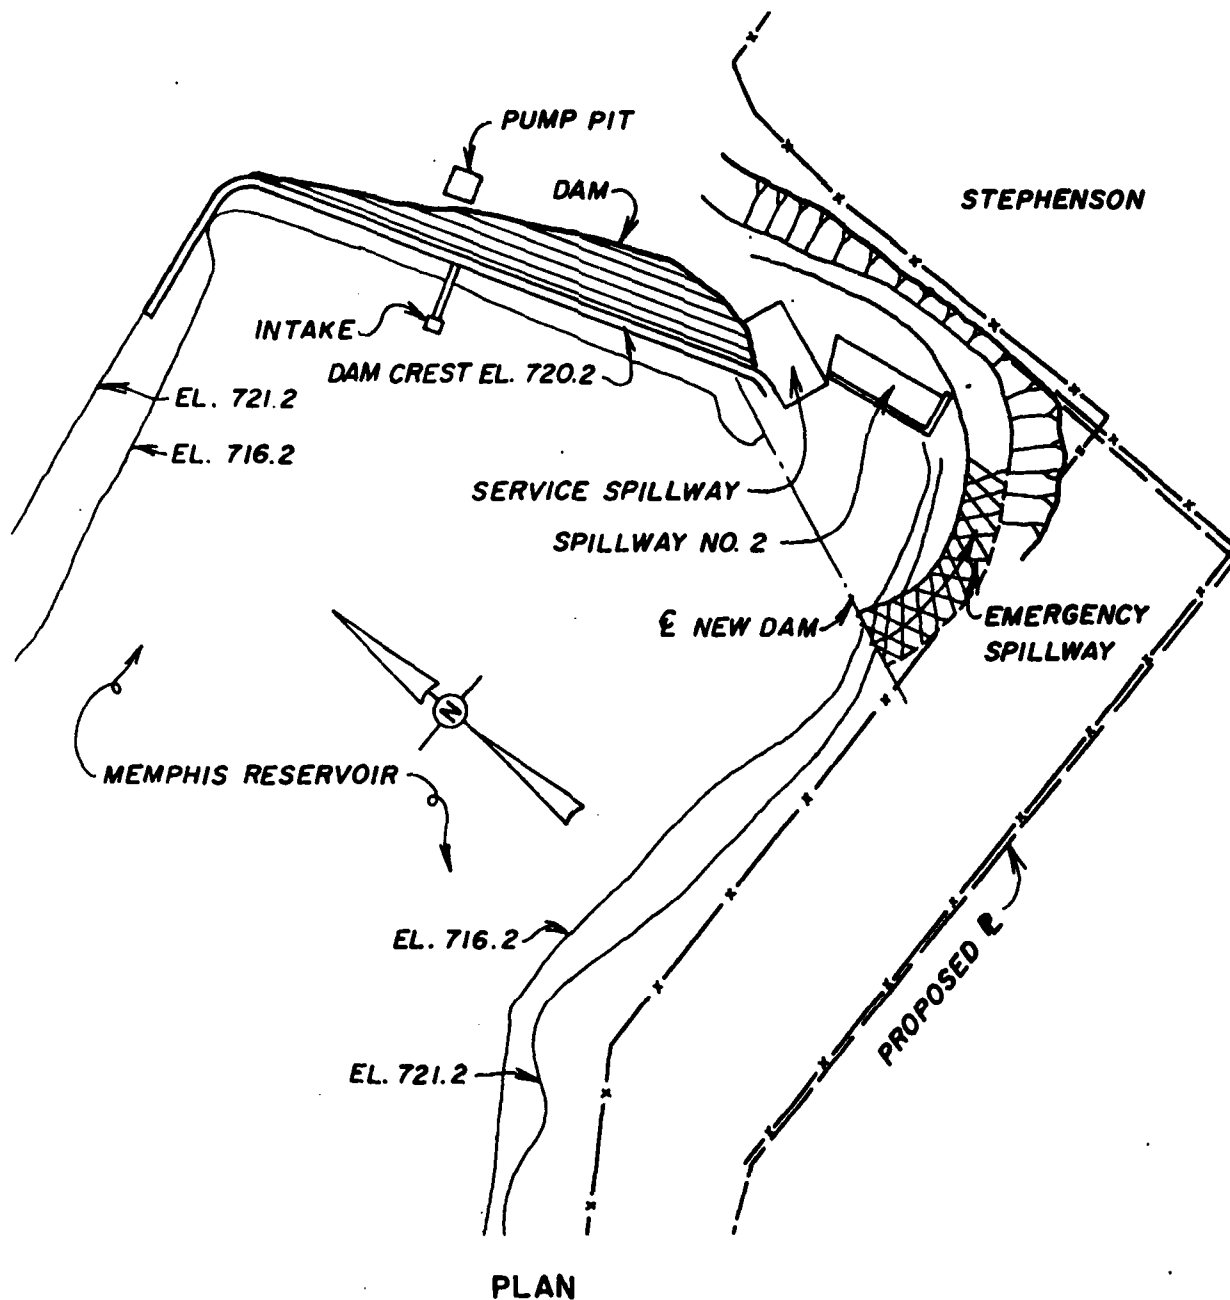 PUMP PIT
DAM
STEPHENSON
INTAKE
DAM CREST EL. 720.2
EL. 721.2
EL. 716.2
SERVICE SPILLWAY
SPILLWAY NO. 2
℄ NEW DAM
EMERGENCY
SPILLWAY
N
MEMPHIS RESERVOIR
EL. 716.2
PROPOSED ⅊
EL. 721.2
PLAN